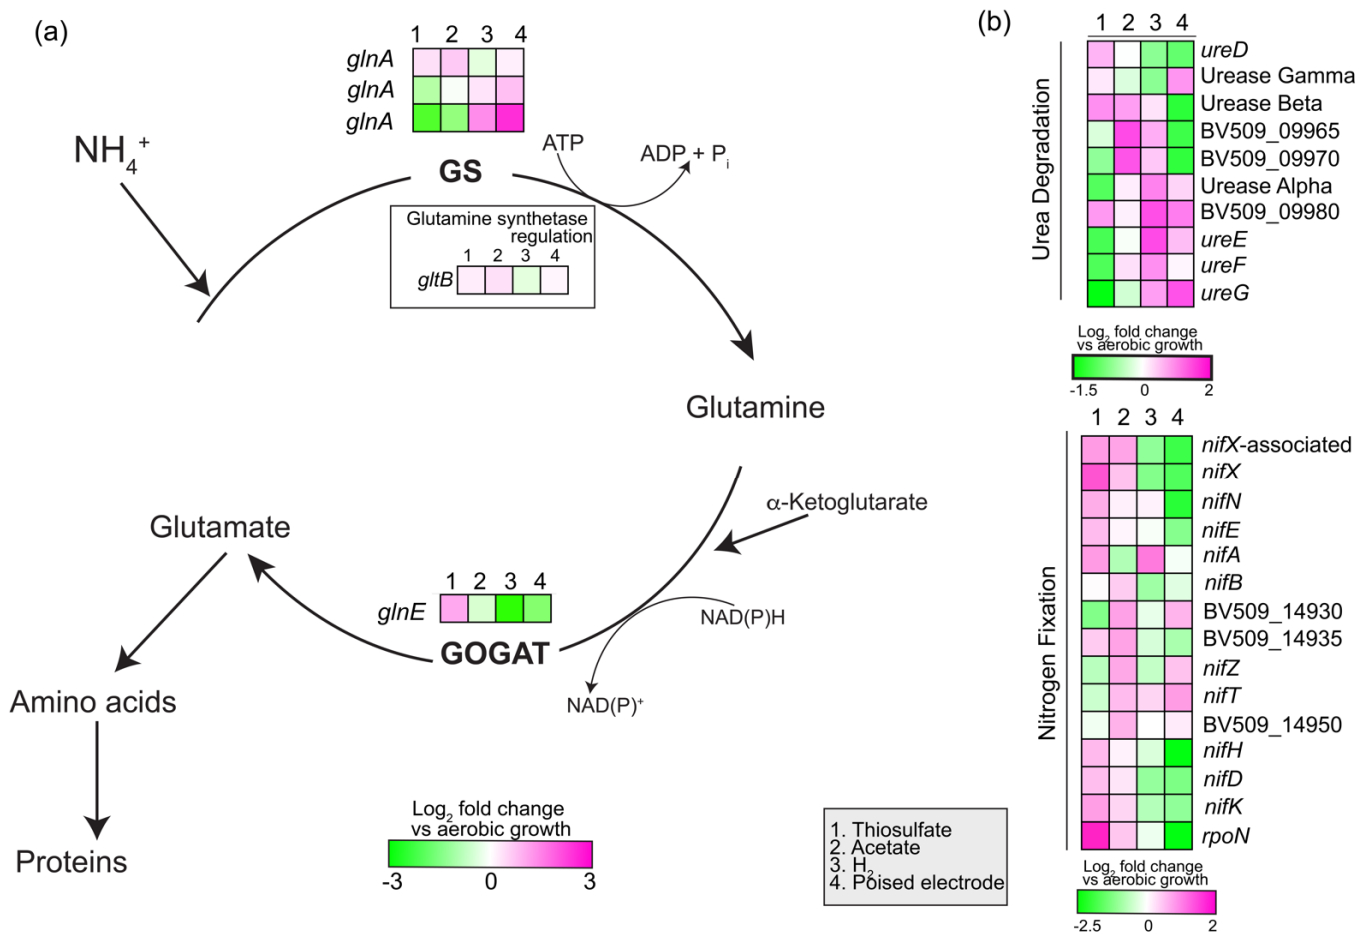 (a)
1 2 3 4
glnA
glnA
glnA
NH4+
GS
ATP
ADP + Pi
Glutamine synthetase
regulation
1 2 3 4
gltB
Glutamine
α-Ketoglutarate
Glutamate
1 2 3 4
glnE
GOGAT
NAD(P)H
NAD(P)+
Amino acids
Proteins
Log2 fold change
vs aerobic growth
-3 0 3
1. Thiosulfate
2. Acetate
3. H2
4. Poised electrode
(b)
1 2 3 4
Urea Degradation
ureD
Urease Gamma
Urease Beta
BV509_09965
BV509_09970
Urease Alpha
BV509_09980
ureE
ureF
ureG
Log2 fold change
vs aerobic growth
-1.5 0 2
1 2 3 4
Nitrogen Fixation
nifX-associated
nifX
nifN
nifE
nifA
nifB
BV509_14930
BV509_14935
nifZ
nifT
BV509_14950
nifH
nifD
nifK
rpoN
Log2 fold change
vs aerobic growth
-2.5 0 2